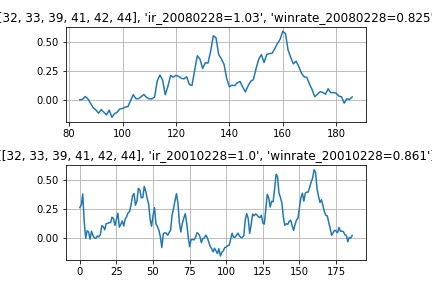 [32, 33, 39, 41, 42, 44], 'ir_20080228=1.03', 'winrate_20080228=0.825'
0.50
0.25
0.00
80 100 120 140 160 180
[[32, 33, 39, 41, 42, 44], 'ir_20010228=1.0', 'winrate_20010228=0.861']
0.50
0.25
0.00
0 25 50 75 100 125 150 175